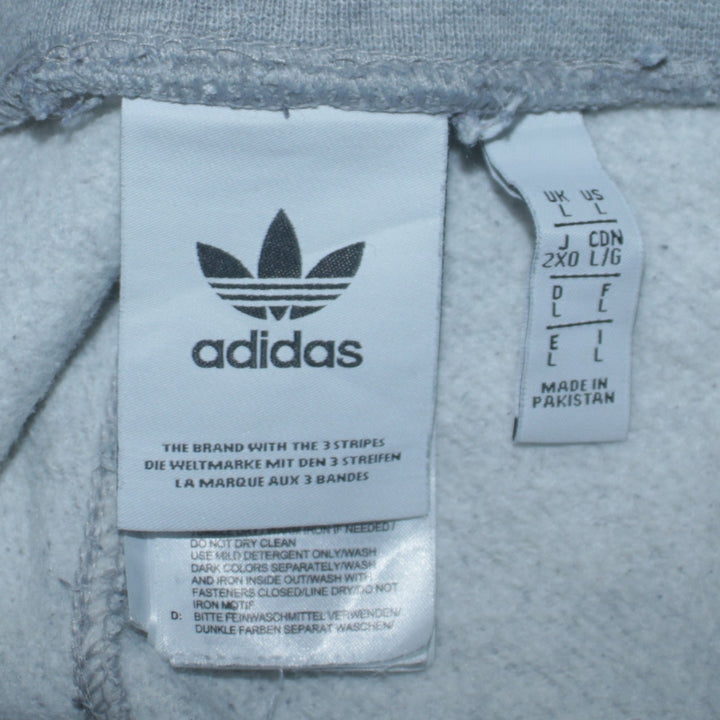 adidas
THE BRAND WITH THE 3 STRIPES
DIE WELTMARKE MIT DEN 3 STREIFEN
LA MARQUE AUX 3 BANDES
IRON IF NEEDED/
DO NOT DRY CLEAN
USE MILD DETERGENT ONLY/WASH
DARK COLORS SEPARATELY/WASH
AND IRON INSIDE OUT/WASH WITH
FASTENERS CLOSED/LINE DRY/DO NOT
IRON MOTIF
D: BITTE FEINWASCHMITTEL VERWENDEN/
DUNKLE FARBEN SEPARAT WASCHEN/
UK US
L L
J CDN
2XO L/G
D F
L L
E I
L L
MADE IN
PAKISTAN